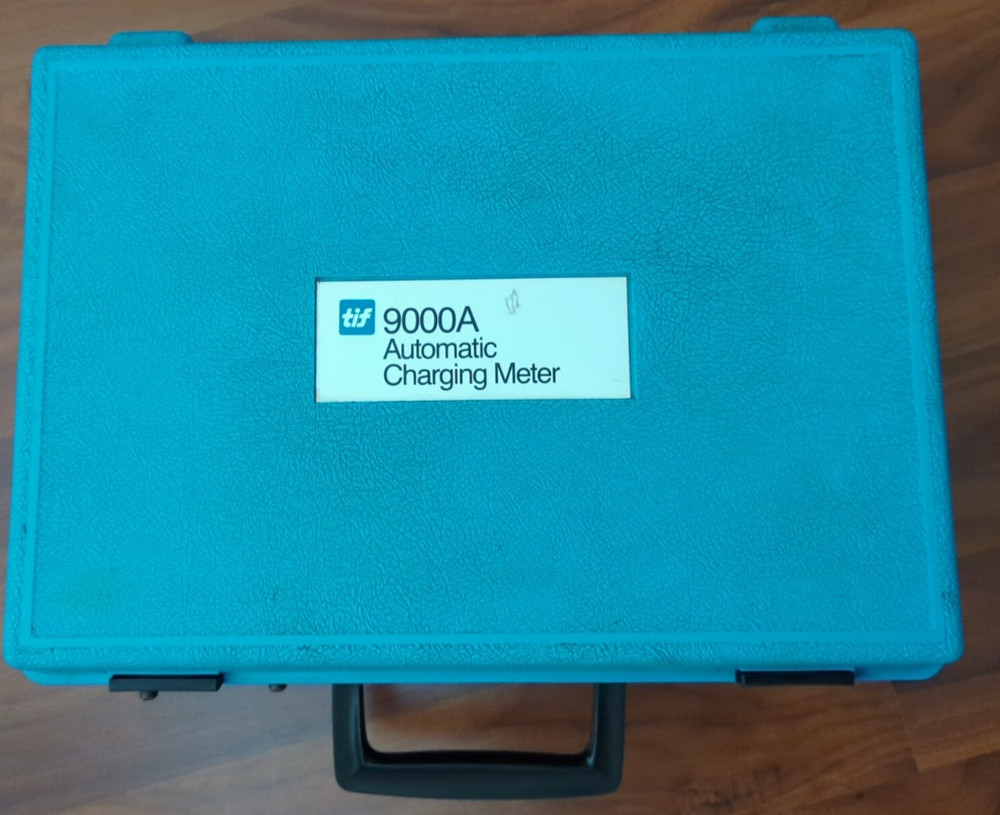 tif 9000A
Automatic
Charging Meter